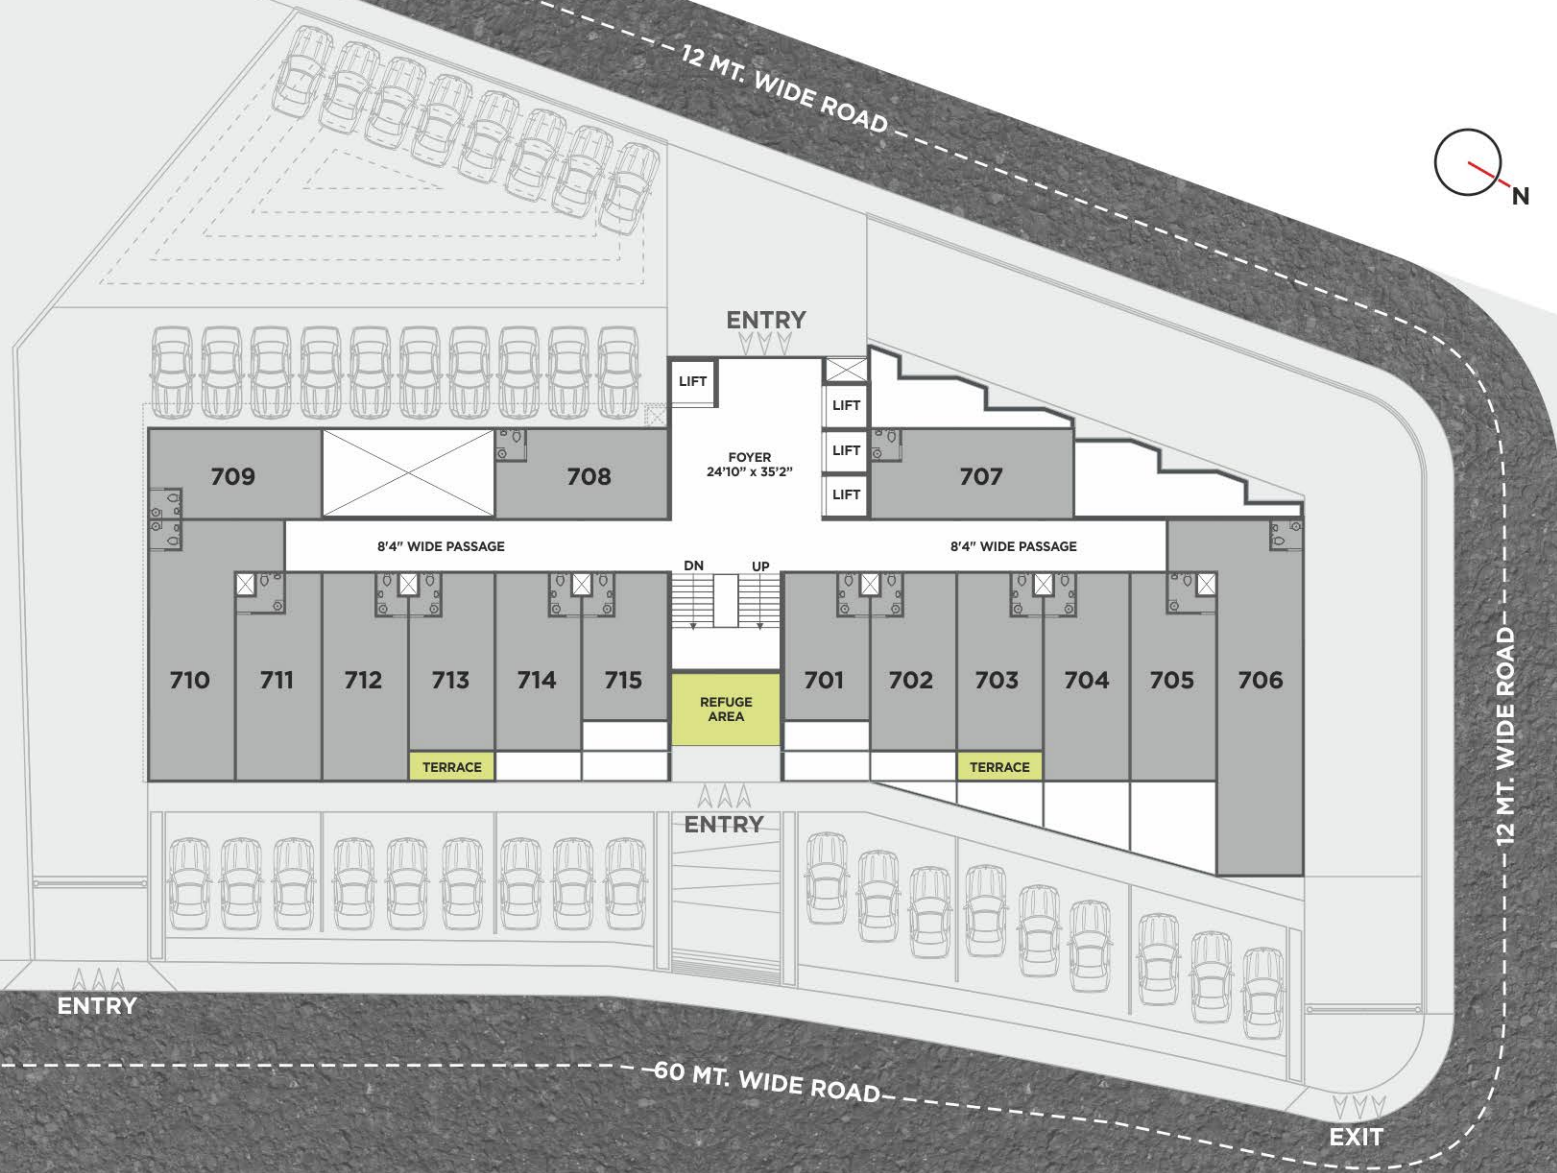 12 MT. WIDE ROAD
N
ENTRY
LIFT
LIFT
LIFT
LIFT
FOYER
24'10" x 35'2"
709
708
707
8'4" WIDE PASSAGE
8'4" WIDE PASSAGE
DN
UP
710
711
712
713
714
715
REFUGE
AREA
701
702
703
704
705
706
TERRACE
TERRACE
12 MT. WIDE ROAD
ENTRY
ENTRY
60 MT. WIDE ROAD
EXIT